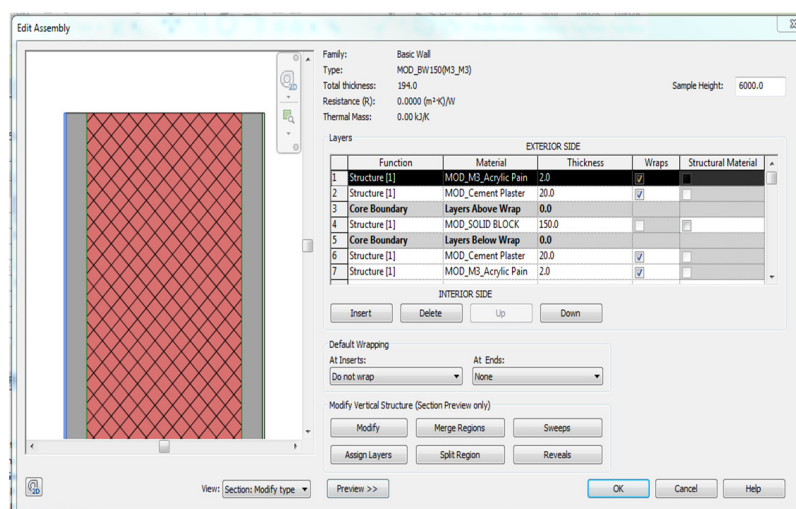 Edit Assembly
Family: Basic Wall
Type: MOD_BW150(M3_M3)
Total thickness: 194.0 Sample Height: 6000.0
Resistance (R): 0.0000 (m²·K)/W
Thermal Mass: 0.00 kJ/K
Layers
EXTERIOR SIDE
Function Material Thickness Wraps Structural Material
1 Structure [1] MOD_M3_Acrylic Pain 2.0
2 Structure [1] MOD_Cement Plaster 20.0
3 Core Boundary Layers Above Wrap 0.0
4 Structure [1] MOD_SOLID BLOCK 150.0
5 Core Boundary Layers Below Wrap 0.0
6 Structure [1] MOD_Cement Plaster 20.0
7 Structure [1] MOD_M3_Acrylic Pain 2.0
INTERIOR SIDE
Insert Delete Up Down
Default Wrapping
At Inserts: At Ends:
Do not wrap None
Modify Vertical Structure (Section Preview only)
Modify Merge Regions Sweeps
Assign Layers Split Region Reveals
View: Section: Modify type Preview >> OK Cancel Help
2D
2D